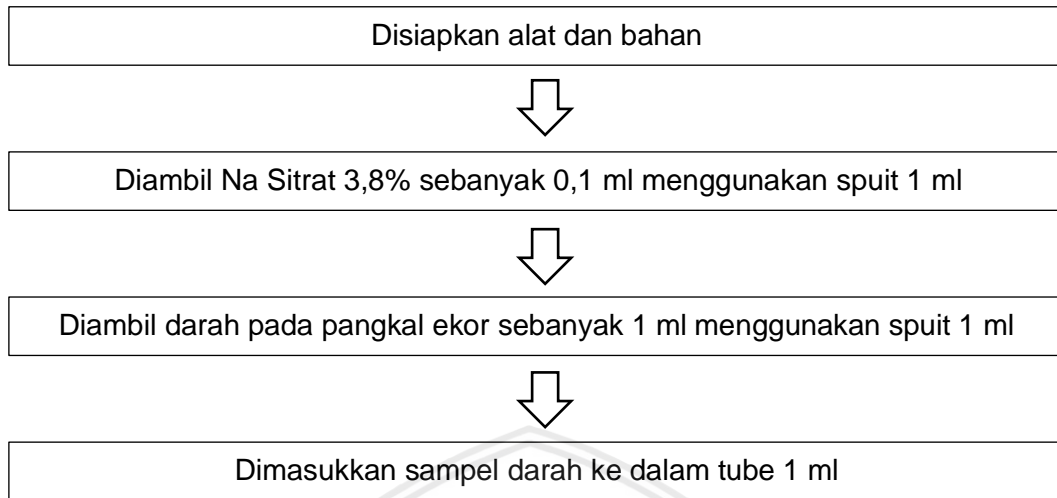 Disiapkan alat dan bahan
Diambil Na Sitrat 3,8% sebanyak 0,1 ml menggunakan spuit 1 ml
Diambil darah pada pangkal ekor sebanyak 1 ml menggunakan spuit 1 ml
Dimasukkan sampel darah ke dalam tube 1 ml